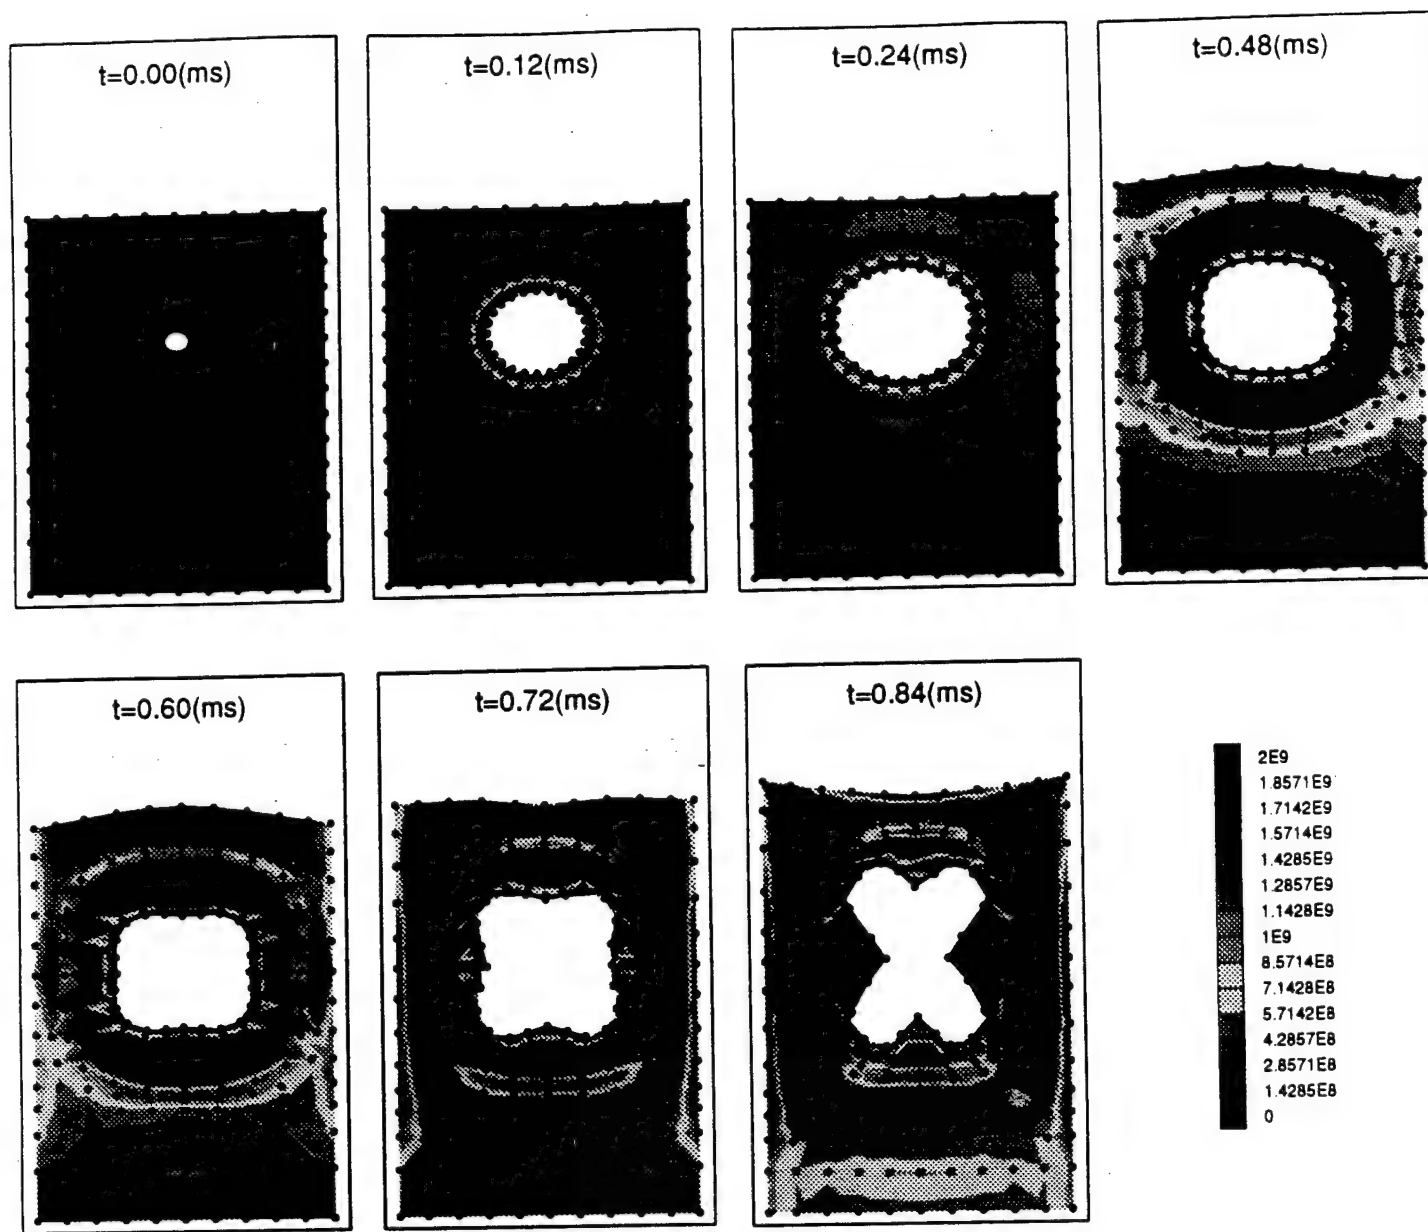 t=0.00(ms)
t=0.12(ms)
t=0.24(ms)
t=0.48(ms)
t=0.60(ms)
t=0.72(ms)
t=0.84(ms)
2E9
1.8571E9
1.7142E9
1.5714E9
1.4285E9
1.2857E9
1.1428E9
1E9
8.5714E8
7.1428E8
5.7142E8
4.2857E8
2.8571E8
1.4285E8
0